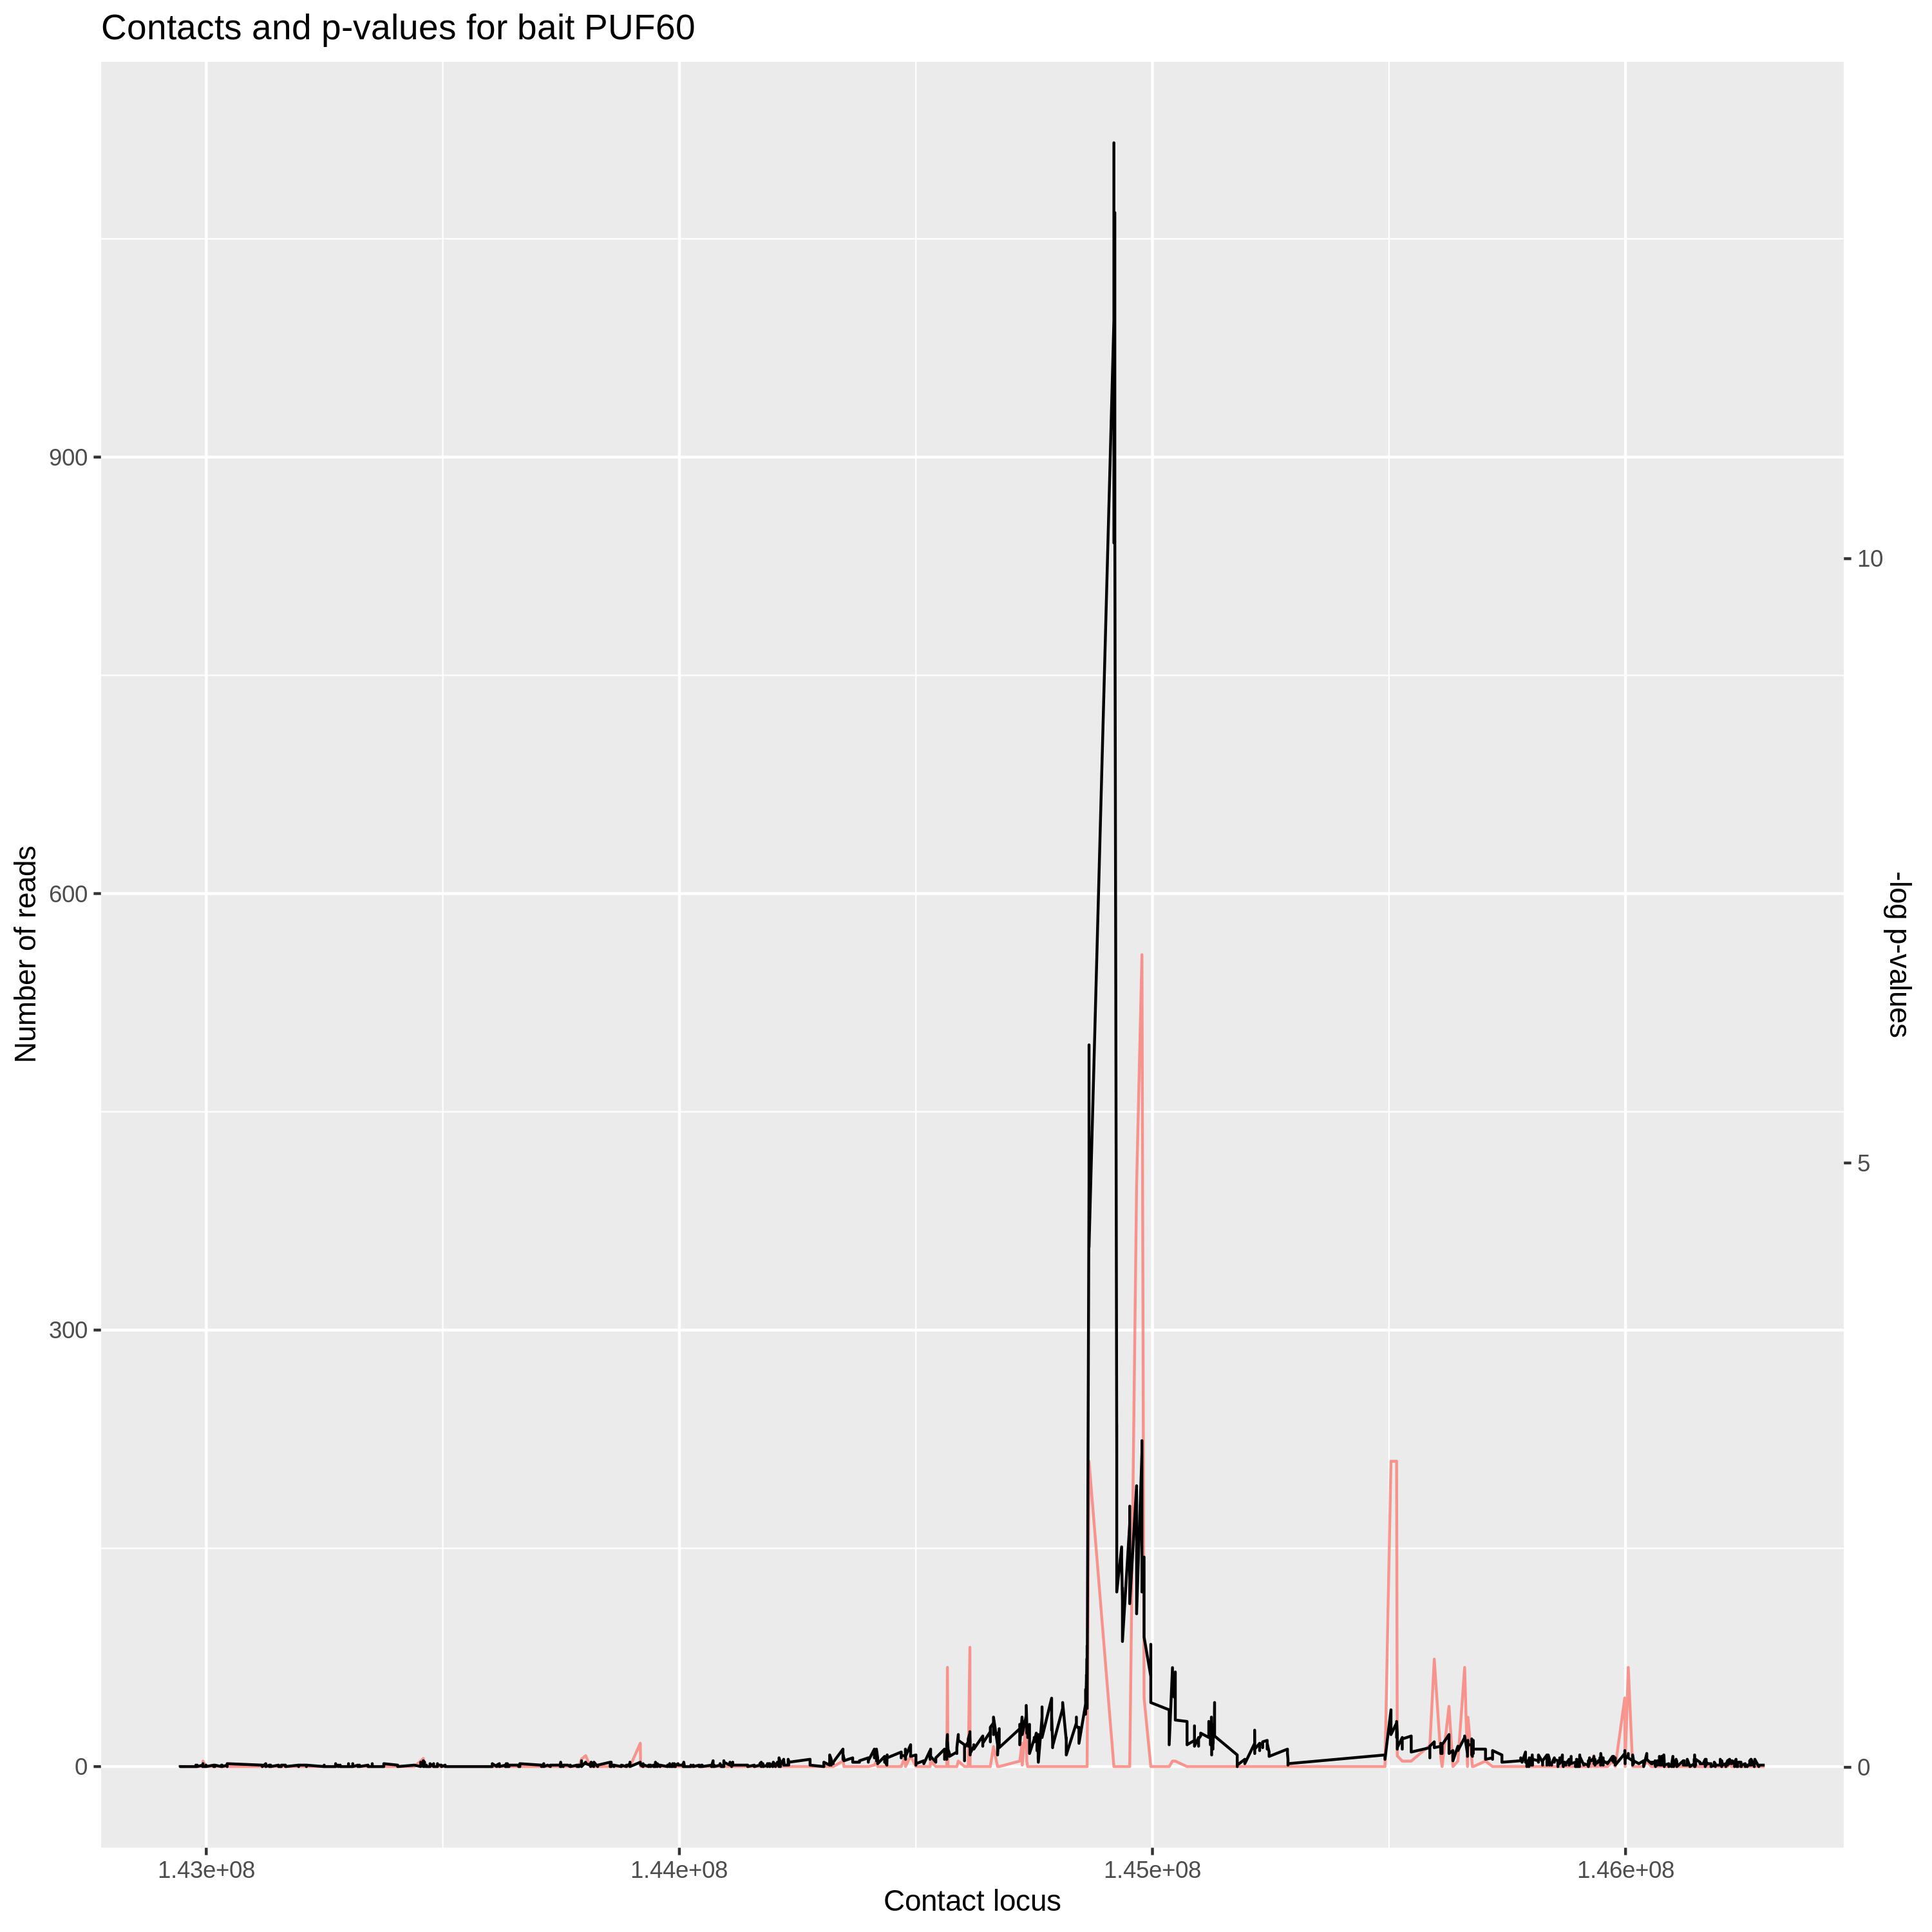 Contacts and p-values for bait PUF60
900
600
300
0
Number of reads
10
5
0
-log p-values
1.43e+08
1.44e+08
1.45e+08
1.46e+08
Contact locus